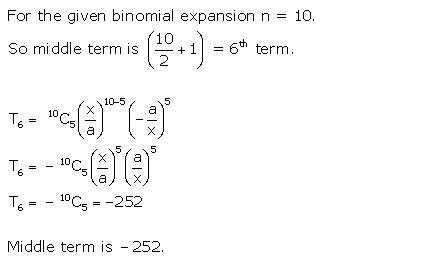 For the given binomial expansion n = 10.
So middle term is (10/2 + 1) = 6th term.
T₆ = ¹⁰C₅(x/a)¹⁰⁻⁵(−a/x)⁵
T₆ = − ¹⁰C₅(x/a)⁵(a/x)⁵
T₆ = − ¹⁰C₅ = −252
Middle term is −252.